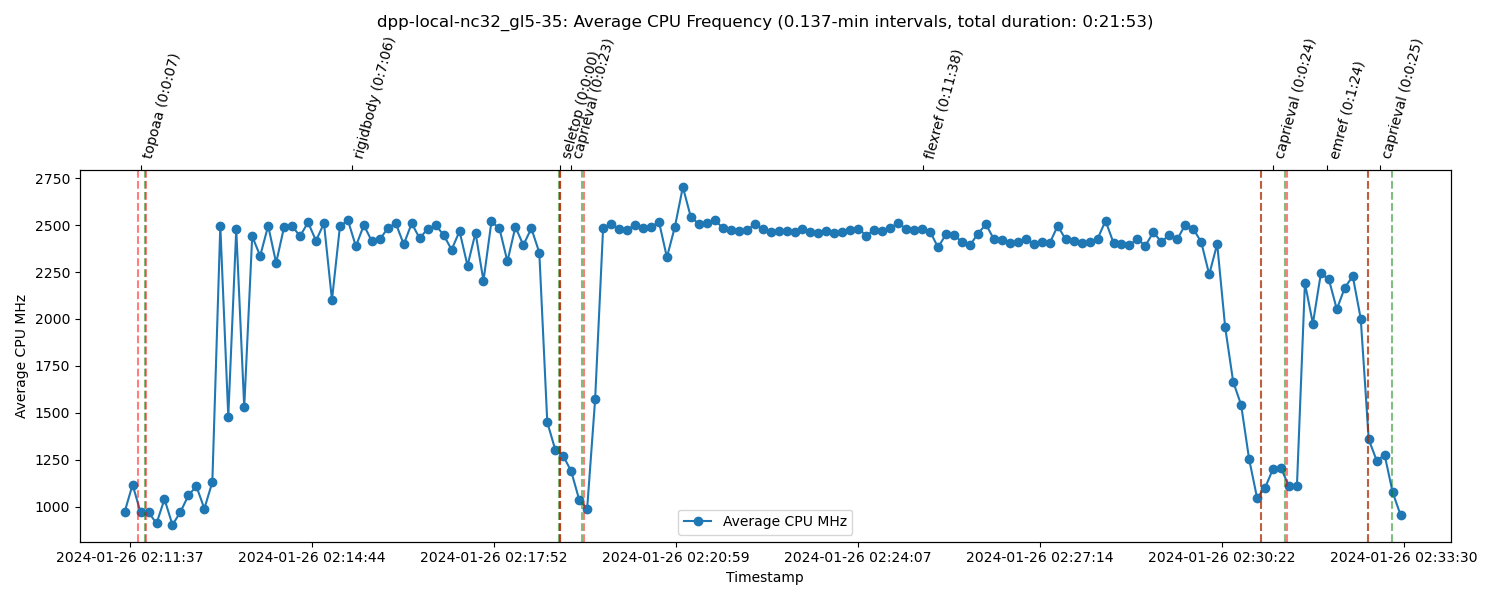 dpp-local-nc32_gl5-35: Average CPU Frequency (0.137-min intervals, total duration: 0:21:53)
topoaa (0:0:07)
rigidbody (0:7:06)
seletop (0:0:00)
caprieval (0:0:23)
flexref (0:11:38)
caprieval (0:0:24)
emref (0:1:24)
caprieval (0:0:25)
Average CPU MHz
2750
2500
2250
2000
1750
1500
1250
1000
Average CPU MHz
2024-01-26 02:11:37
2024-01-26 02:14:44
2024-01-26 02:17:52
2024-01-26 02:20:59
2024-01-26 02:24:07
2024-01-26 02:27:14
2024-01-26 02:30:22
2024-01-26 02:33:30
Timestamp